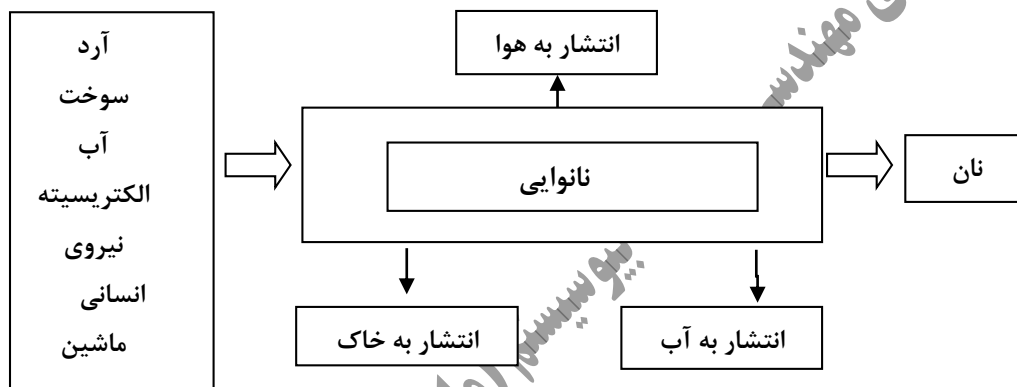 آرد
سوخت
آب
الکتریسیته
نیروی
انسانی
ماشین
انتشار به هوا
نانوایی
نان
انتشار به خاک
انتشار به آب